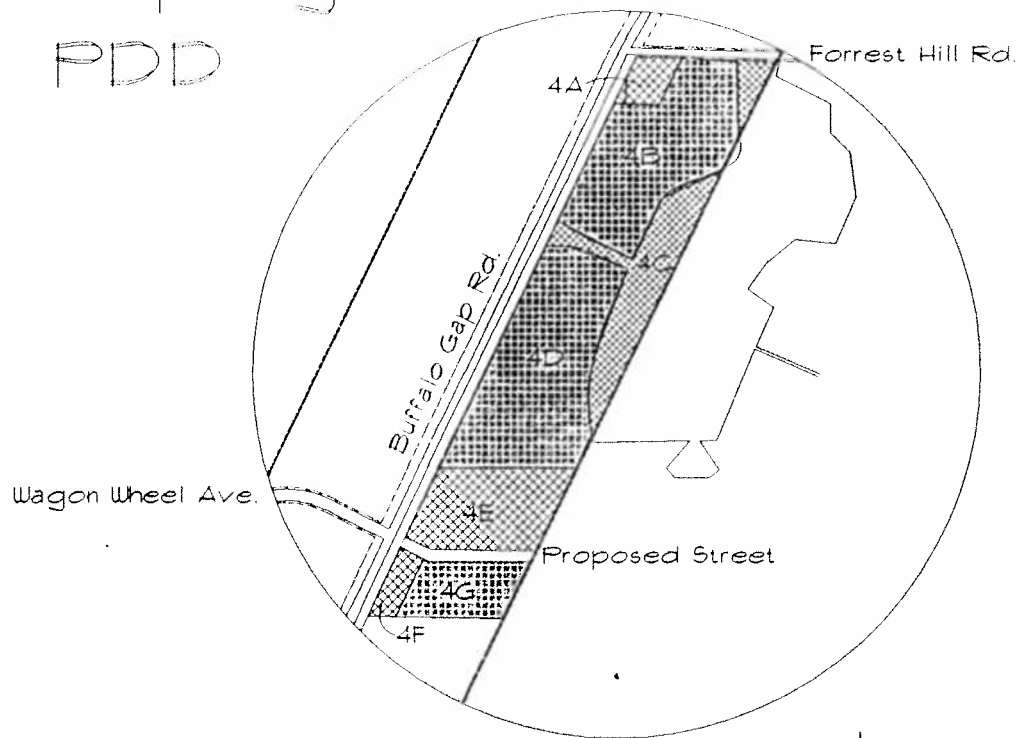 PDD
Forrest Hill Rd.
4A
4B
4C
Buffalo Gap Rd.
4D
Wagon Wheel Ave.
4E
Proposed Street
4G
4F